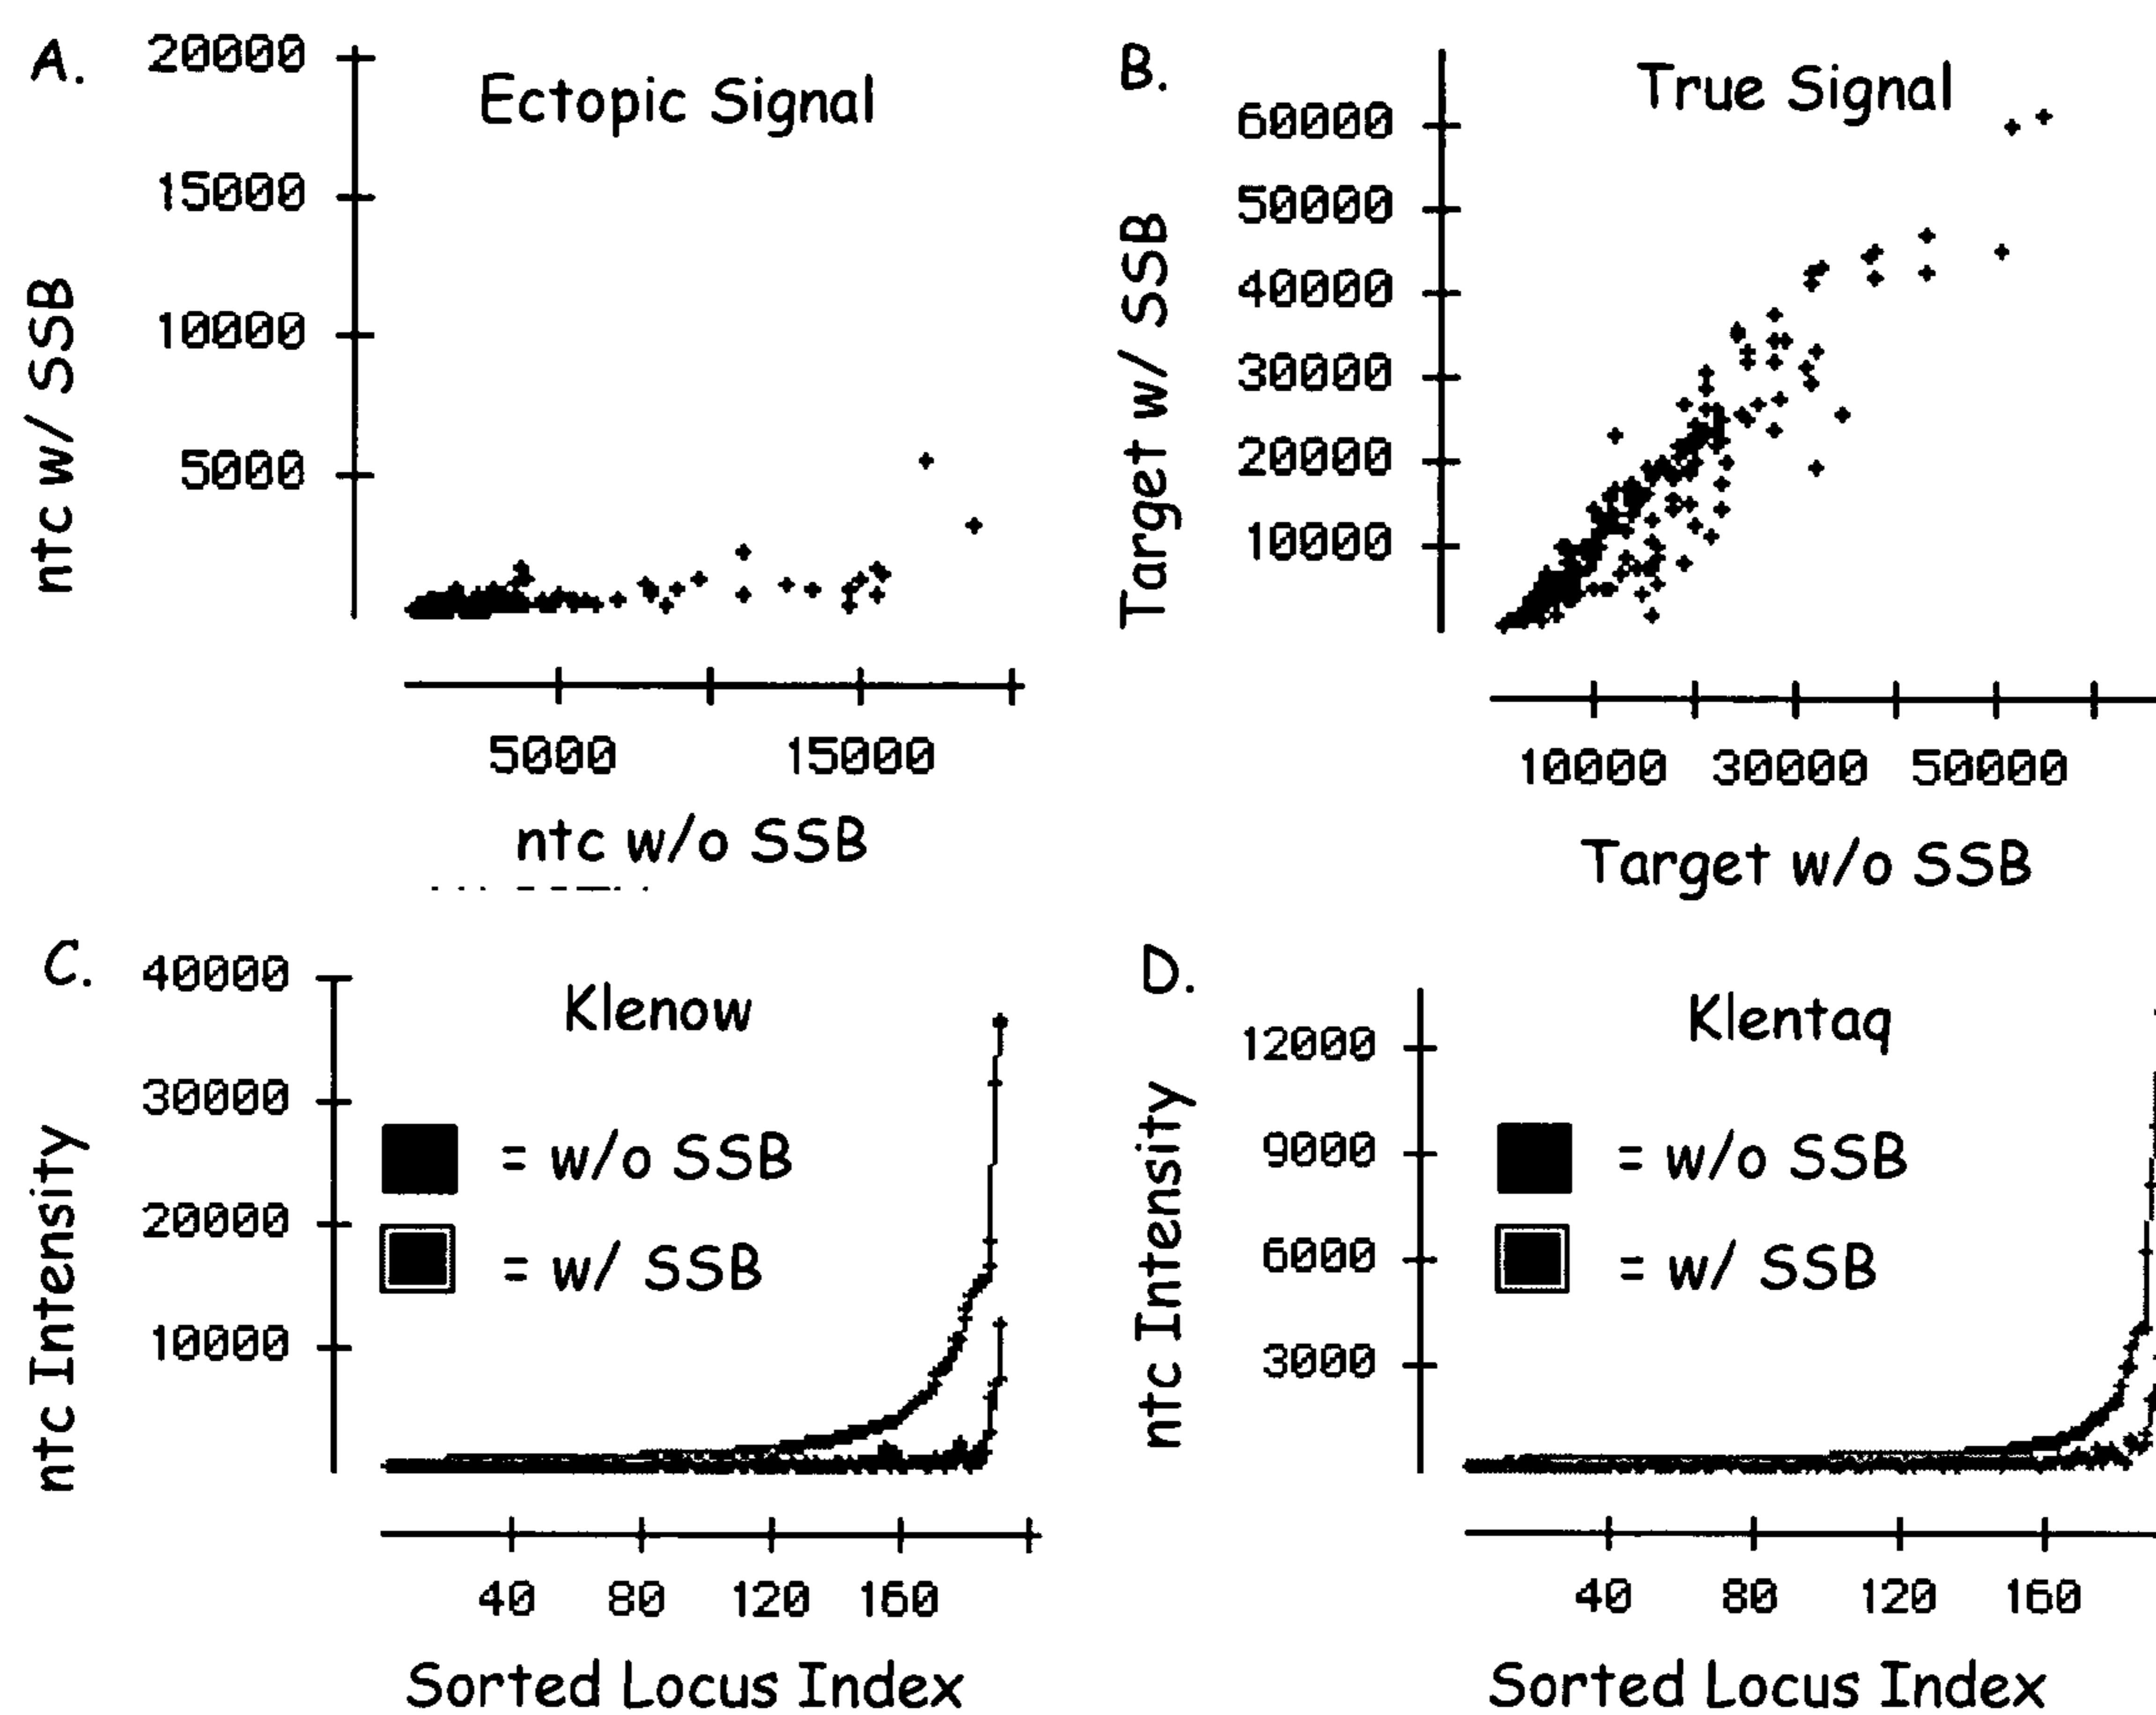 A.
Ectopic Signal
20000
15000
10000
5000
ntc w/ SSB
5000 15000
ntc w/o SSB
B.
True Signal
60000
50000
40000
30000
20000
10000
Target w/ SSB
10000 30000 50000
Target w/o SSB
C.
Klenow
40000
30000
20000
10000
ntc Intensity
= w/o SSB
= w/ SSB
40 80 120 160
Sorted Locus Index
D.
Klentaq
12000
9000
6000
3000
ntc Intensity
= w/o SSB
= w/ SSB
40 80 120 160
Sorted Locus Index